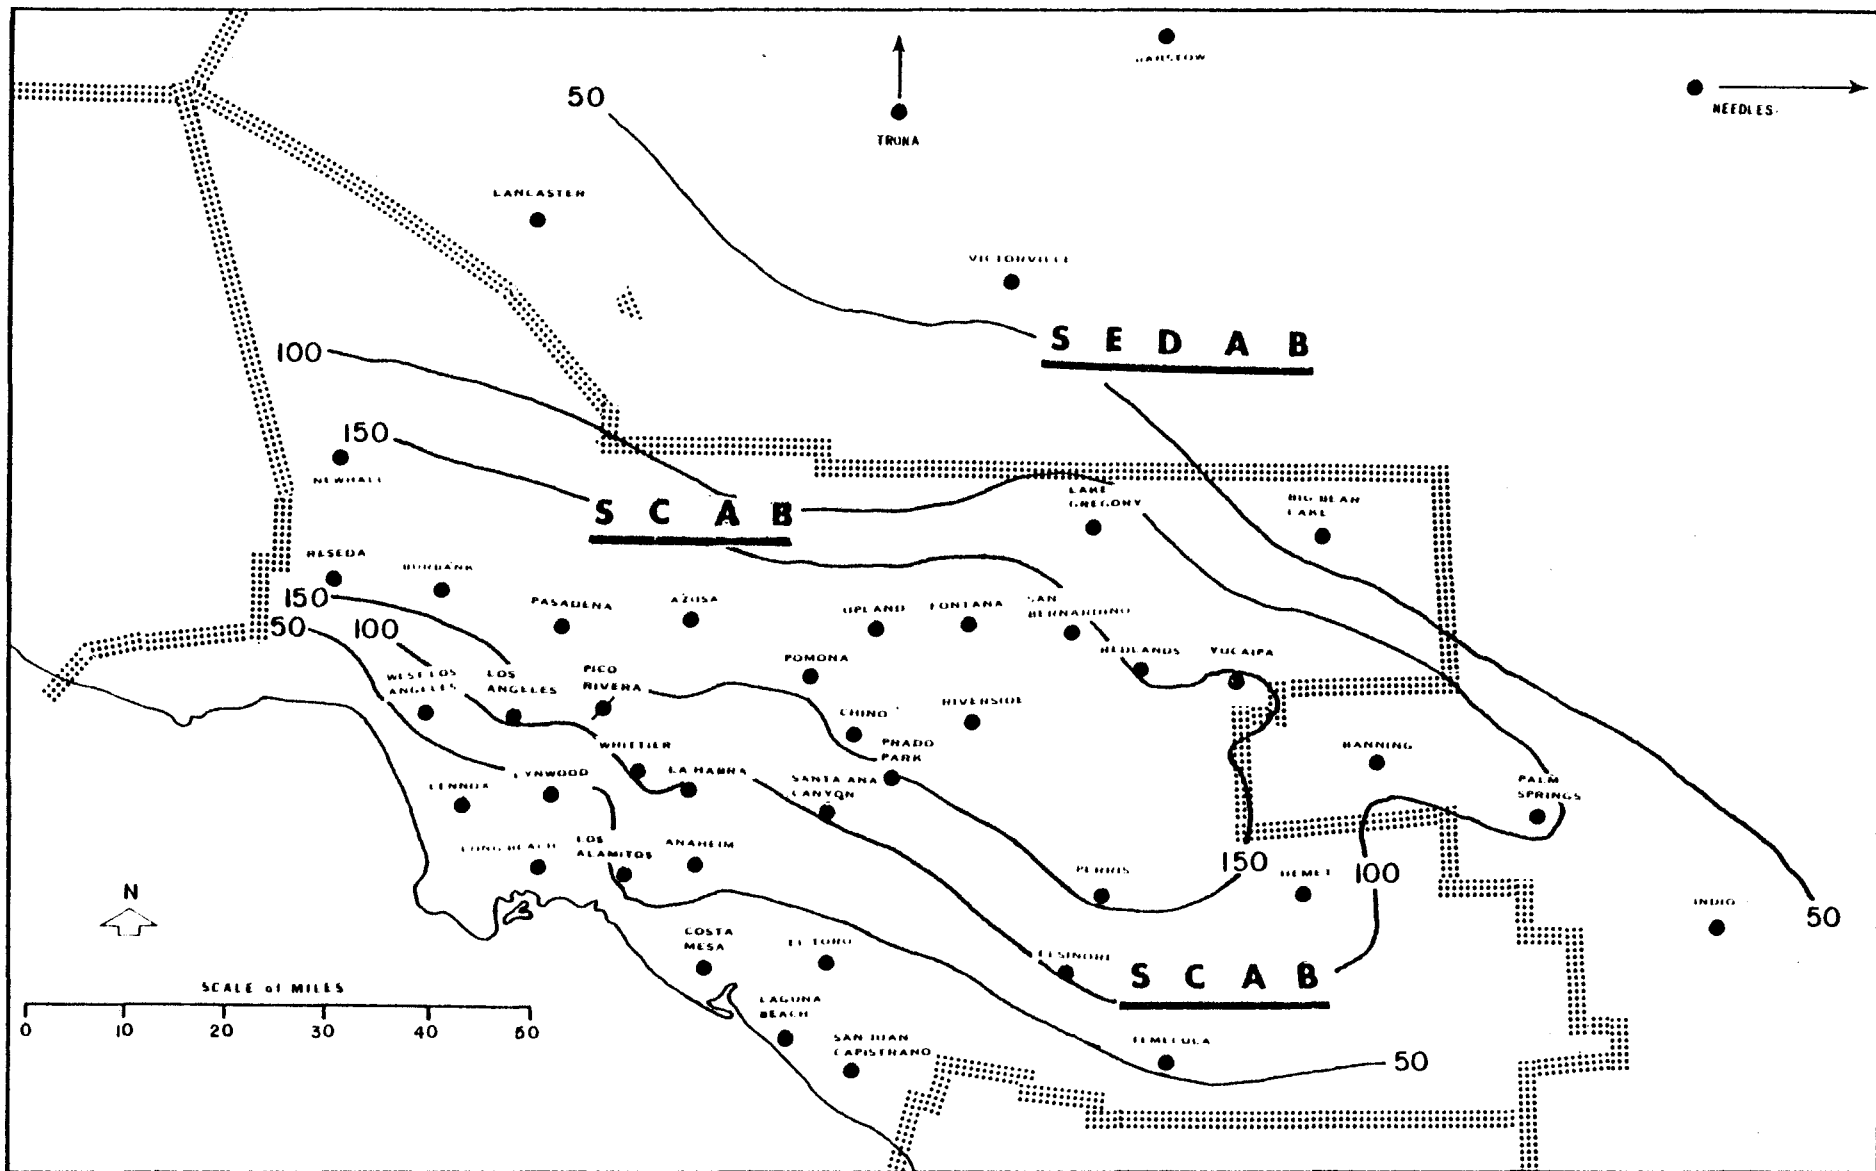 BARSTOW
NEEDLES
50
TRONA
LANCASTER
VICTORVILLE
S E D A B
100
150
NEWHALL
LAKE
GREGORY
BIG BEAR
LAKE
S C A B
RESEDA
BURBANK
150
PASADENA
AZUSA
UPLAND
FONTANA
SAN
BERNARDINO
50
100
REDLANDS
YUCAIPA
POMONA
WEST LOS
ANGELES
LOS
ANGELES
PICO
RIVERA
CHINO
RIVERSIDE
WHITTIER
PRADO
PARK
BANNING
LENNOX
LYNWOOD
LA HABRA
SANTA ANA
CANYON
PALM
SPRINGS
LONG BEACH
LOS
ALAMITOS
ANAHEIM
150
PERRIS
HEMET
100
N
INDIO
50
COSTA
MESA
EL TORO
ELSINORE
S C A B
SCALE of MILES
0 10 20 30 40 50
LAGUNA
BEACH
SAN JUAN
CAPISTRANO
TEMECULA
50